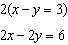 2(x − y = 3)
2x − 2y = 6